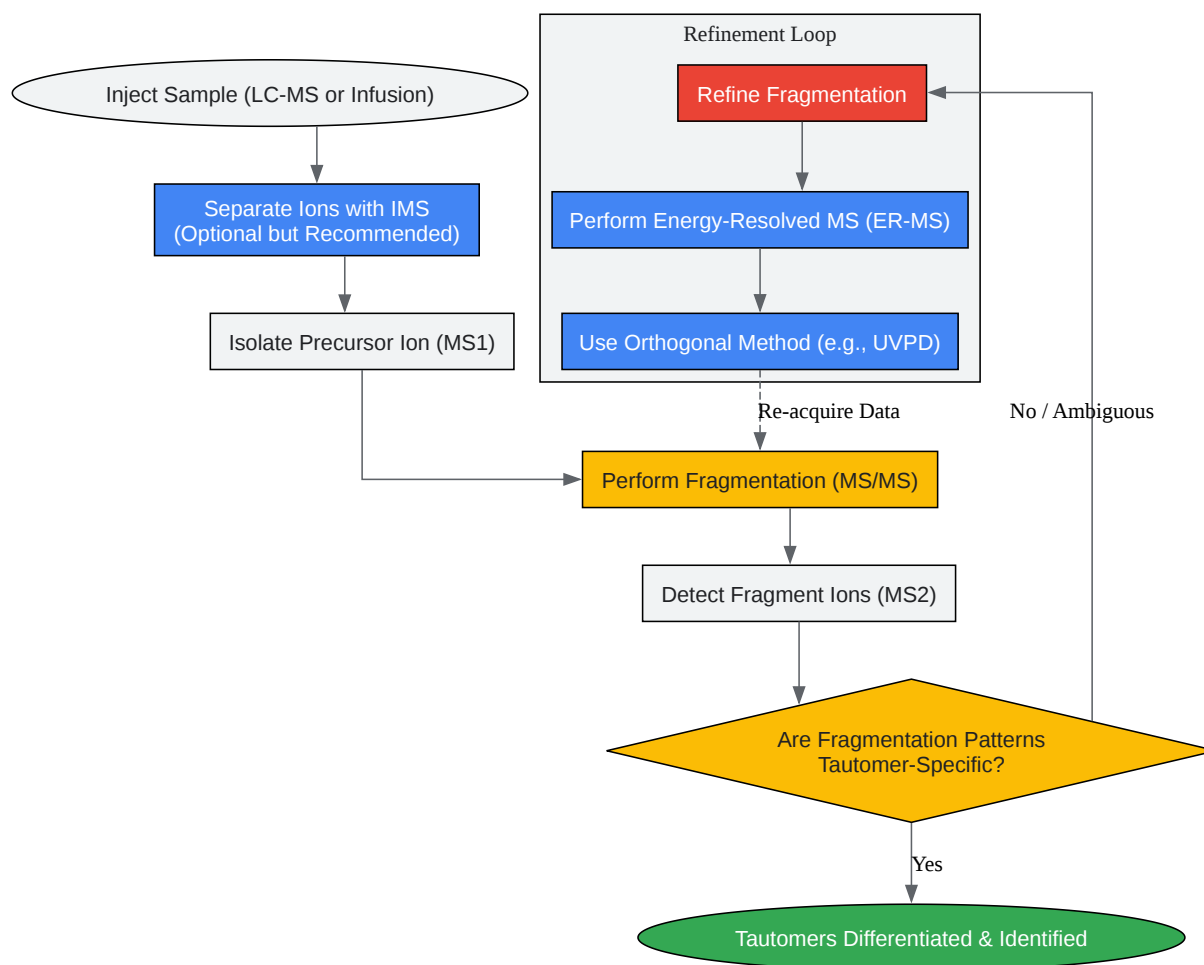 Refinement Loop
Inject Sample (LC-MS or Infusion)
Refine Fragmentation
Separate Ions with IMS
(Optional but Recommended)
Perform Energy-Resolved MS (ER-MS)
Isolate Precursor Ion (MS1)
Use Orthogonal Method (e.g., UVPD)
Re-acquire Data
No / Ambiguous
Perform Fragmentation (MS/MS)
Detect Fragment Ions (MS2)
Are Fragmentation Patterns
Tautomer-Specific?
Yes
Tautomers Differentiated & Identified